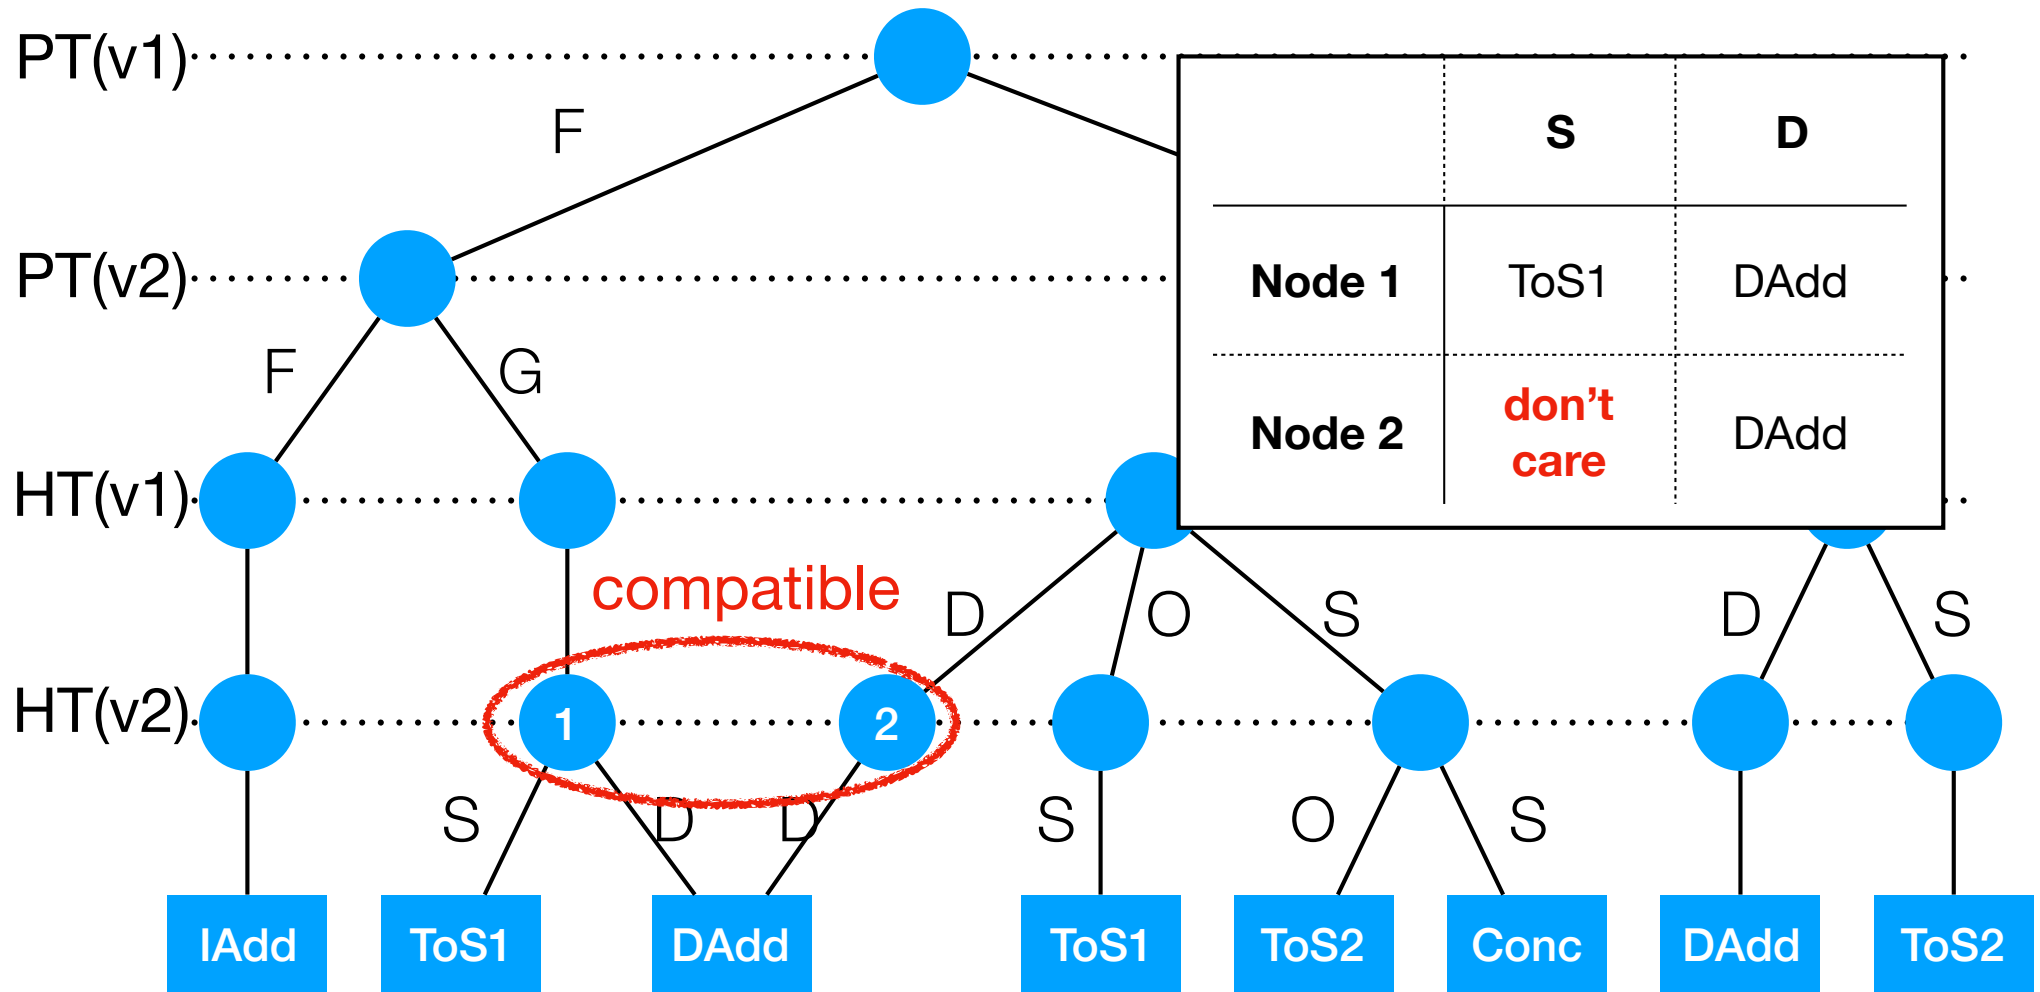 PT(v1)
F
S D
PT(v2)
Node 1 ToS1 DAdd
F G
don't
care
Node 2 DAdd
HT(v1)
compatible
D O S D S
HT(v2)
1 2
S D D S O S
IAdd ToS1 DAdd ToS1 ToS2 Conc DAdd ToS2